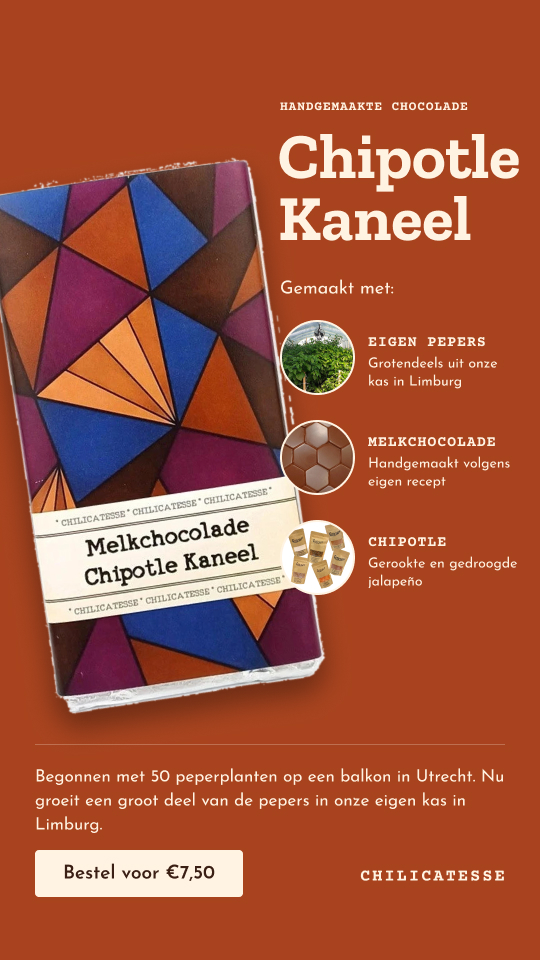 HANDGEMAAKTE CHOCOLADE
Chipotle
Kaneel
Gemaakt met:
EIGEN PEPERS
Grotendeels uit onze
kas in Limburg
MELKCHOCOLADE
Handgemaakt volgens
eigen recept
CHIPOTLE
Gerookte en gedroogde
jalapeño
* CHILICATESSE * CHILICATESSE * CHILICATESSE *
Melkchocolade
Chipotle Kaneel
* CHILICATESSE * CHILICATESSE * CHILICATESSE *
Begonnen met 50 peperplanten op een balkon in Utrecht. Nu
groeit een groot deel van de pepers in onze eigen kas in
Limburg.
Bestel voor €7,50
CHILICATESSE